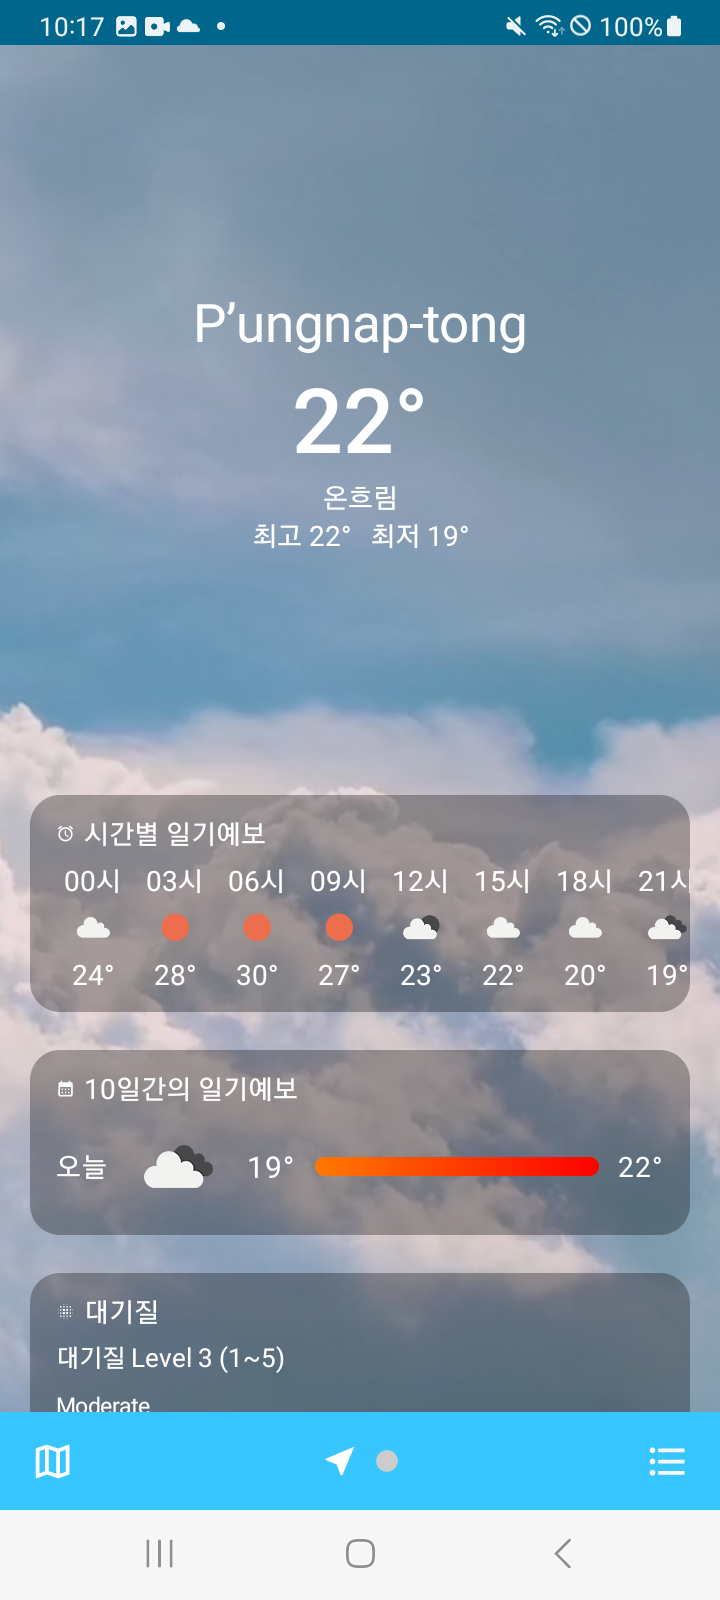 10:17 100%
P’ungnap-tong
22°
온흐림
최고 22° 최저 19°
시간별 일기예보
00시 03시 06시 09시 12시 15시 18시 21시
24° 28° 30° 27° 23° 22° 20° 19°
10일간의 일기예보
오늘 19° 22°
대기질
대기질 Level 3 (1~5)
Moderate